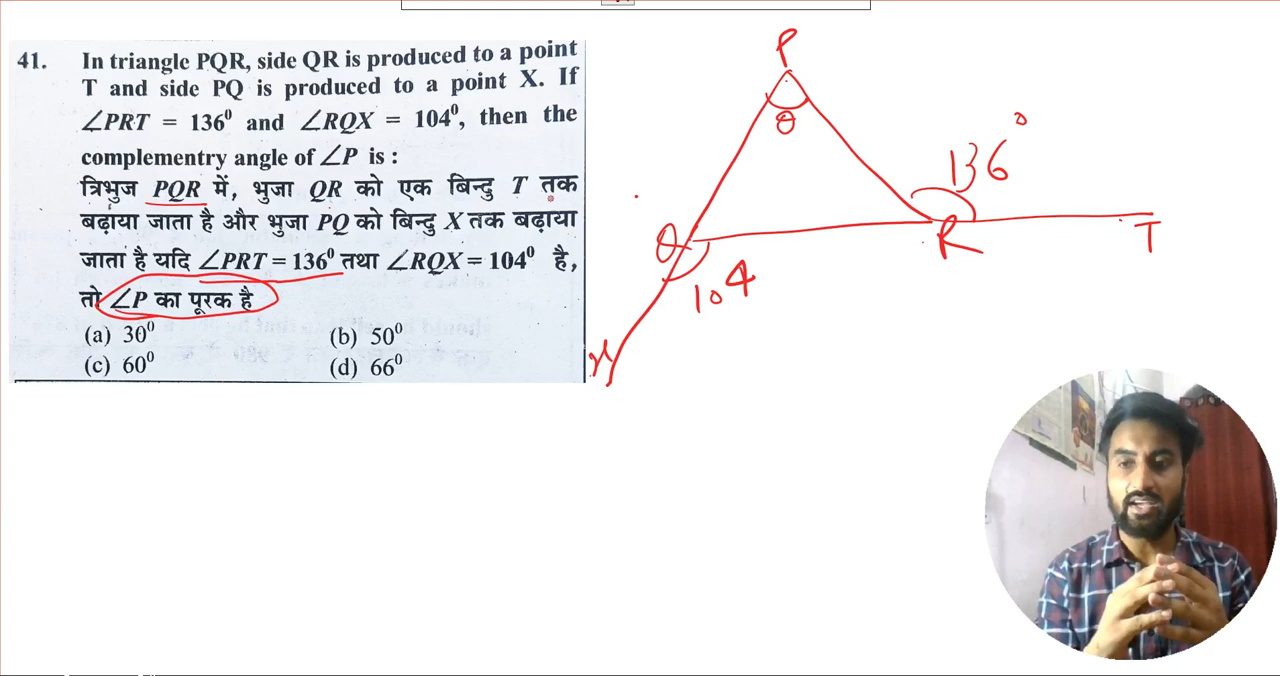 41. In triangle PQR, side QR is produced to a point
T and side PQ is produced to a point X. If
∠PRT = 136⁰ and ∠RQX = 104⁰, then the
complementry angle of ∠P is :
त्रिभुज PQR में, भुजा QR को एक बिन्दु T तक
बढ़ाया जाता है और भुजा PQ को बिन्दु X तक बढ़ाया
जाता है यदि ∠PRT = 136⁰ तथा ∠RQX = 104⁰ है,
तो ∠P का पूरक है
(a) 30⁰ (b) 50⁰
(c) 60⁰ (d) 66⁰
P
θ
136°
Q
R
T
104
x